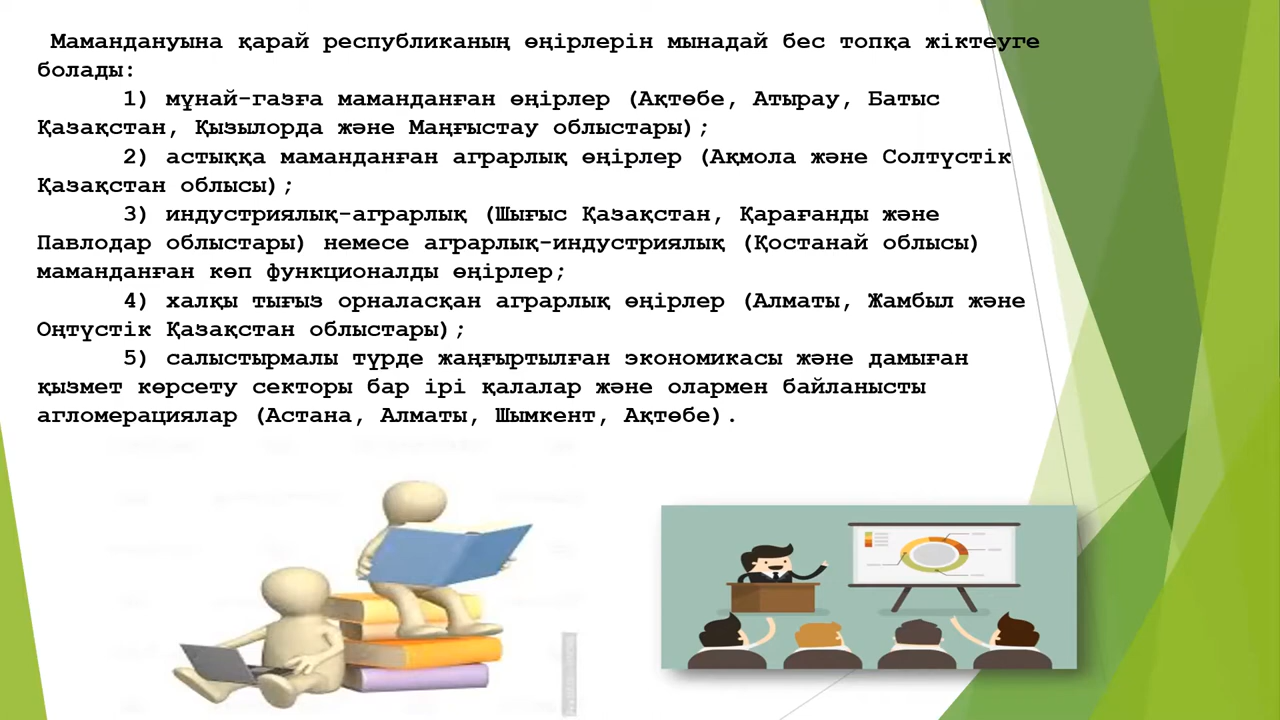 Мамандануына қарай республиканың өңірлерін мынадай бес топқа жіктеуге
болады:
1) мұнай-газға маманданған өңірлер (Ақтөбе, Атырау, Батыс
Қазақстан, Қызылорда және Маңғыстау облыстары);
2) астыққа маманданған аграрлық өңірлер (Ақмола және Солтүстік
Қазақстан облысы);
3) индустриялық-аграрлық (Шығыс Қазақстан, Қарағанды және
Павлодар облыстары) немесе аграрлық-индустриялық (Қостанай облысы)
маманданған көп функционалды өңірлер;
4) халқы тығыз орналасқан аграрлық өңірлер (Алматы, Жамбыл және
Оңтүстік Қазақстан облыстары);
5) салыстырмалы түрде жаңғыртылған экономикасы және дамыған
қызмет көрсету секторы бар ірі қалалар және олармен байланысты
агломерациялар (Астана, Алматы, Шымкент, Ақтөбе).